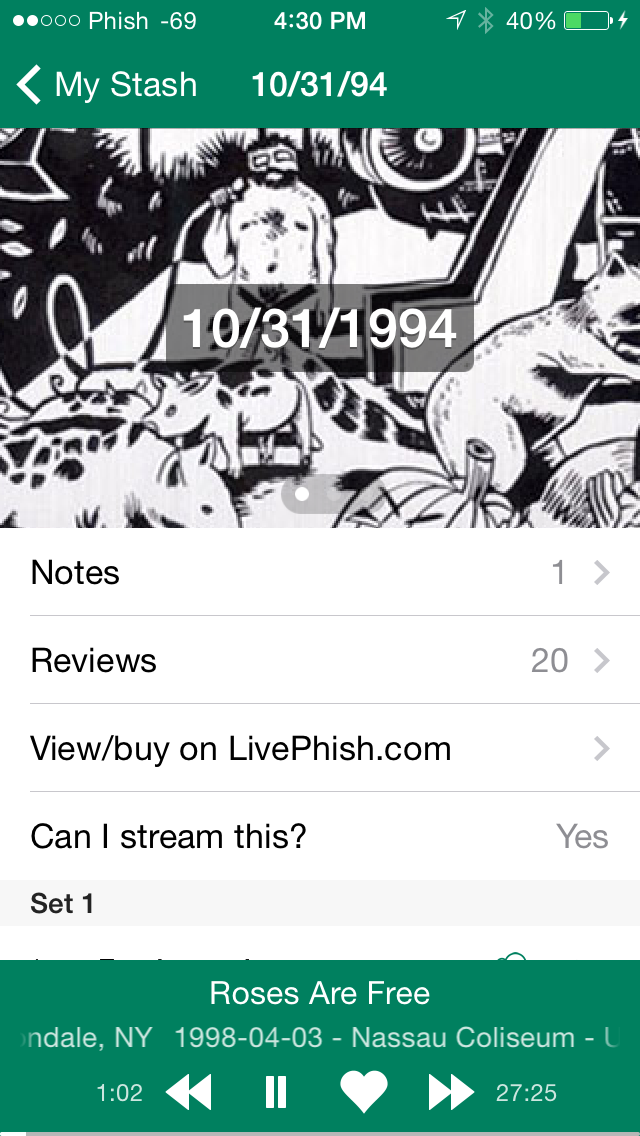 Phish -69 4:30 PM 40%
My Stash 10/31/94
10/31/1994
Notes 1
Reviews 20
View/buy on LivePhish.com
Can I stream this? Yes
Set 1
Roses Are Free
ondale, NY 1998-04-03 - Nassau Coliseum - U
1:02 27:25